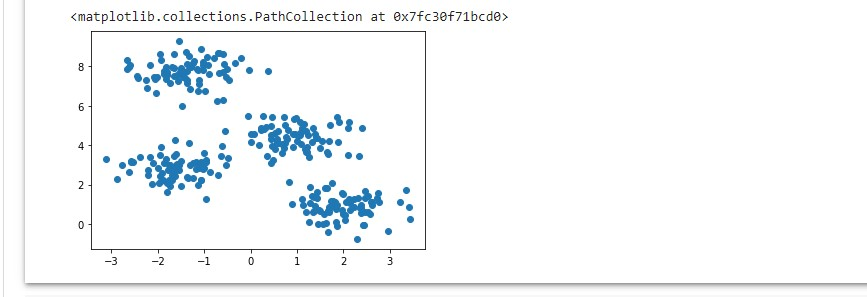 <matplotlib.collections.PathCollection at 0x7fc30f71bcd0>
8
6
4
2
0
−3 −2 −1 0 1 2 3